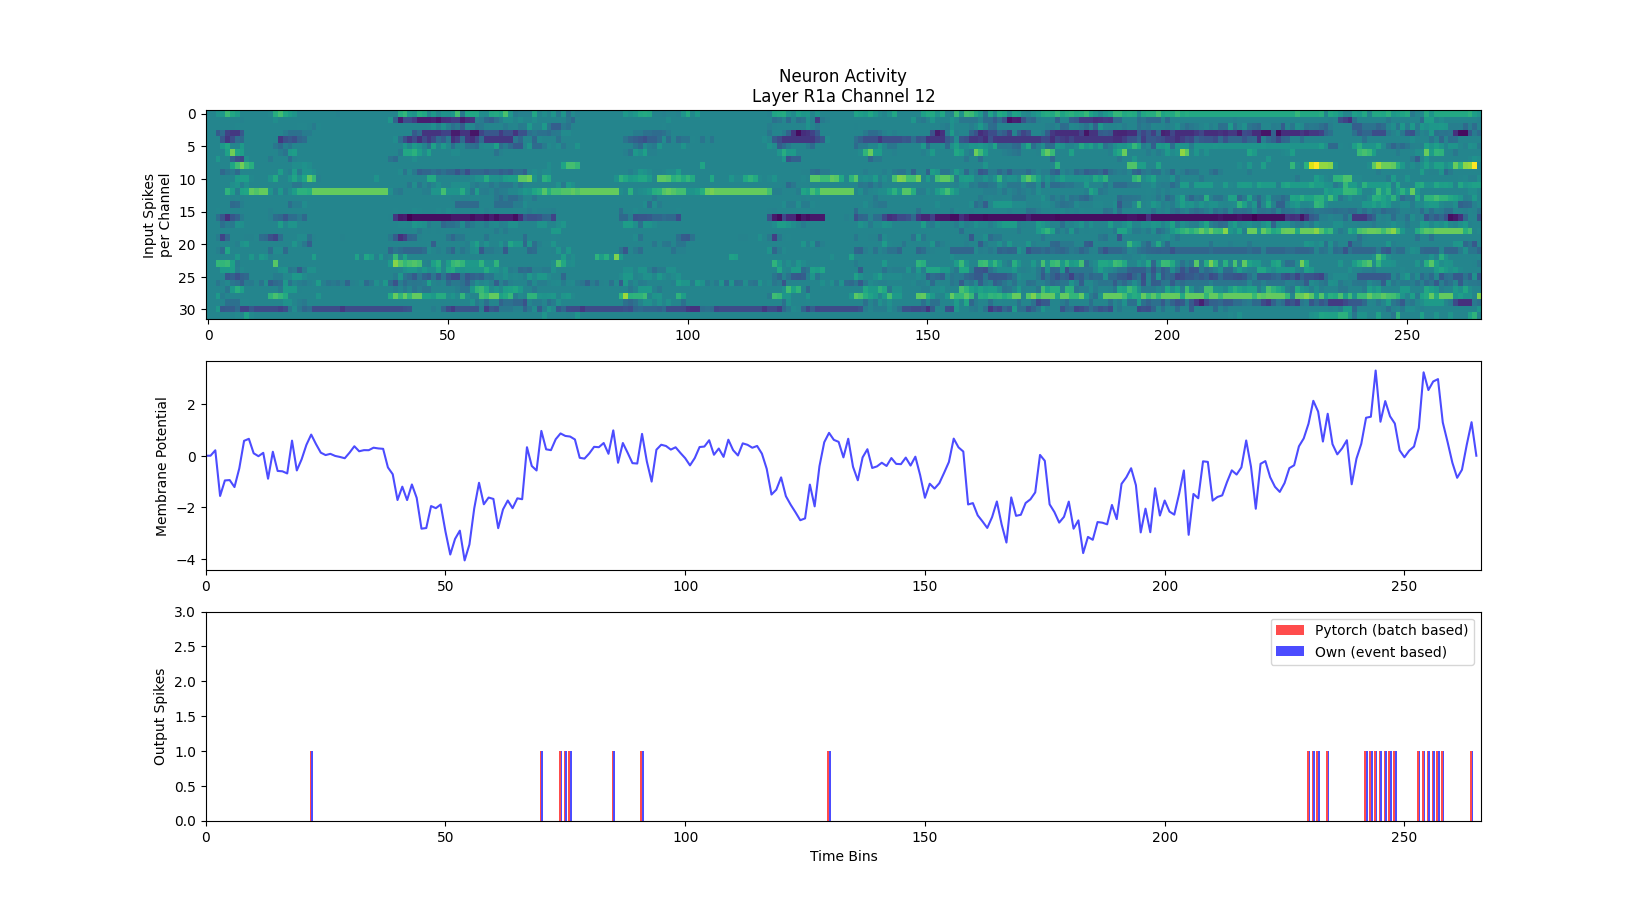 Neuron Activity
Layer R1a Channel 12
Input Spikes
per Channel
0
5
10
15
20
25
30
0 50 100 150 200 250
Membrane Potential
2
0
−2
−4
0 50 100 150 200 250
Output Spikes
3.0
2.5
2.0
1.5
1.0
0.5
0.0
Pytorch (batch based)
Own (event based)
0 50 100 150 200 250
Time Bins